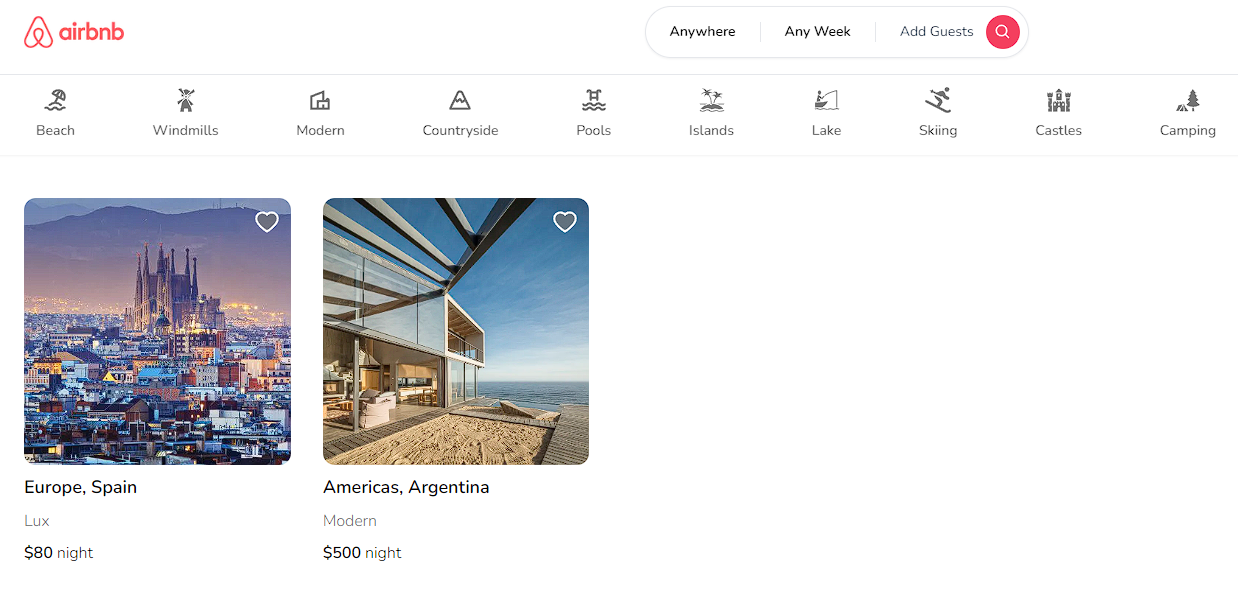 airbnb
Anywhere Any Week Add Guests
Beach Windmills Modern Countryside Pools Islands Lake Skiing Castles Camping
Europe, Spain
Lux
$80 night
Americas, Argentina
Modern
$500 night